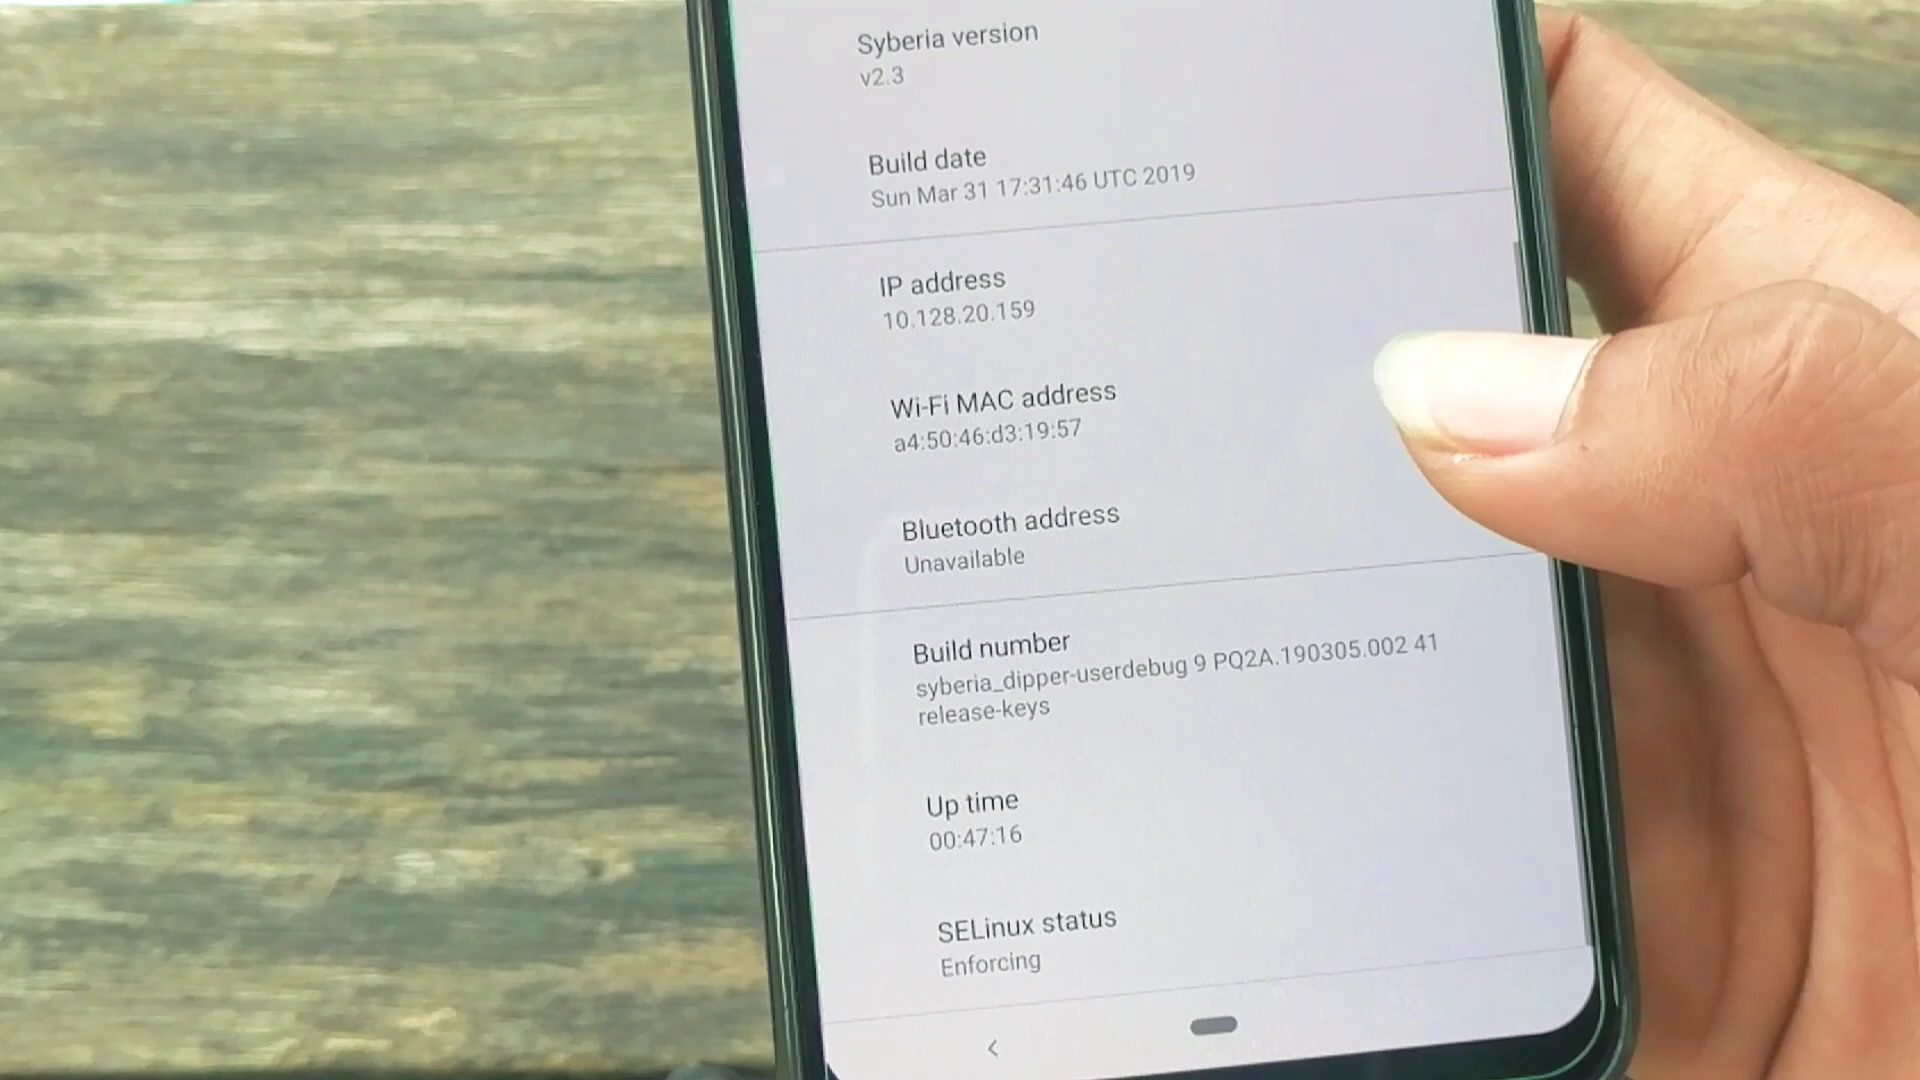 Syberia version
v2.3
Build date
Sun Mar 31 17:31:46 UTC 2019
IP address
10.128.20.159
Wi-Fi MAC address
a4:50:46:d3:19:57
Bluetooth address
Unavailable
Build number
syberia_dipper-userdebug 9 PQ2A.190305.002 41
release-keys
Up time
00:47:16
SELinux status
Enforcing